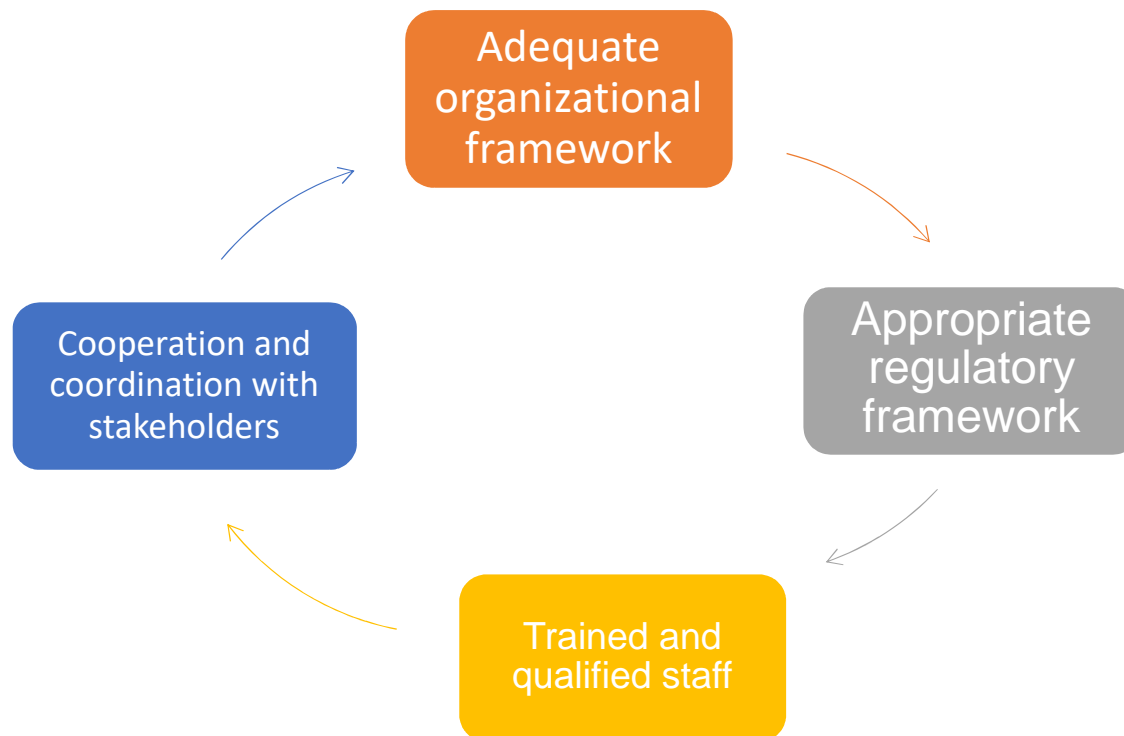 Adequate
organizational
framework
Appropriate
regulatory
framework
Trained and
qualified staff
Cooperation and
coordination with
stakeholders